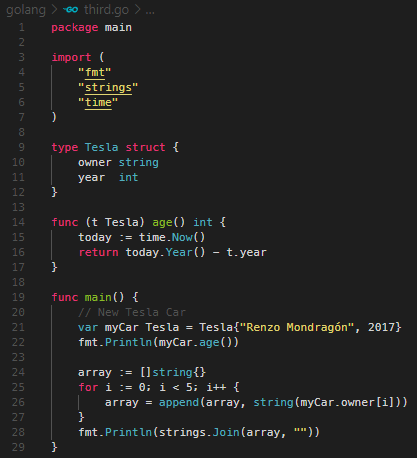 golang > third.go > ...
1 package main
2
3 import (
4     "fmt"
5     "strings"
6     "time"
7 )
8
9 type Tesla struct {
10     owner string
11     year  int
12 }
13
14 func (t Tesla) age() int {
15     today := time.Now()
16     return today.Year() - t.year
17 }
18
19 func main() {
20     // New Tesla Car
21     var myCar Tesla = Tesla{"Renzo Mondragón", 2017}
22     fmt.Println(myCar.age())
23
24     array := []string{}
25     for i := 0; i < 5; i++ {
26         array = append(array, string(myCar.owner[i]))
27     }
28     fmt.Println(strings.Join(array, ""))
29 }